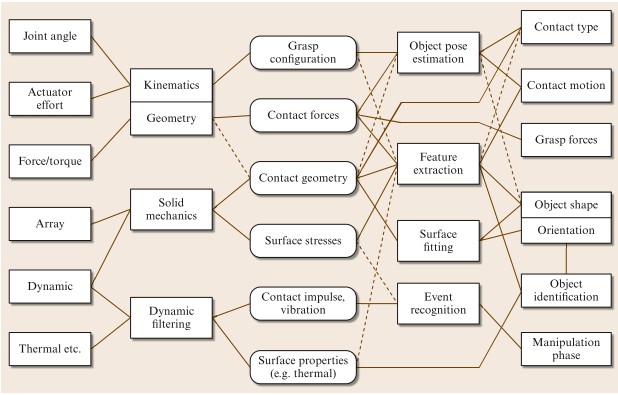 Joint angle
Actuator
effort
Force/torque
Array
Dynamic
Thermal etc.
Kinematics
Geometry
Solid
mechanics
Dynamic
filtering
Grasp
configuration
Contact forces
Contact geometry
Surface stresses
Contact impulse,
vibration
Surface properties
(e.g. thermal)
Object pose
estimation
Feature
extraction
Surface
fitting
Event
recognition
Contact type
Contact motion
Grasp forces
Object shape
Orientation
Object
identification
Manipulation
phase